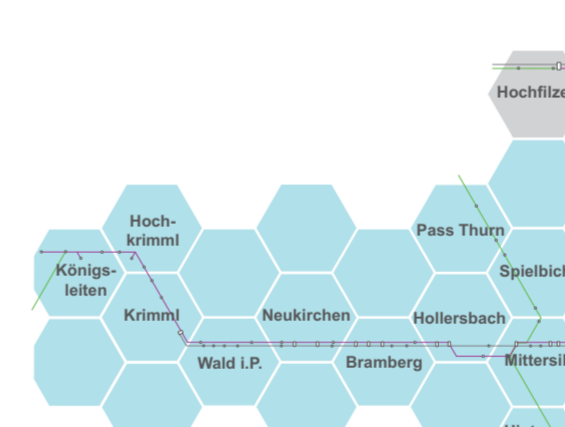 Hochfilze
Hoch-
krimml
Pass Thurn
Königs-
leiten
Spielbich
Krimml
Neukirchen
Hollersbach
Wald i.P.
Bramberg
Mittersil